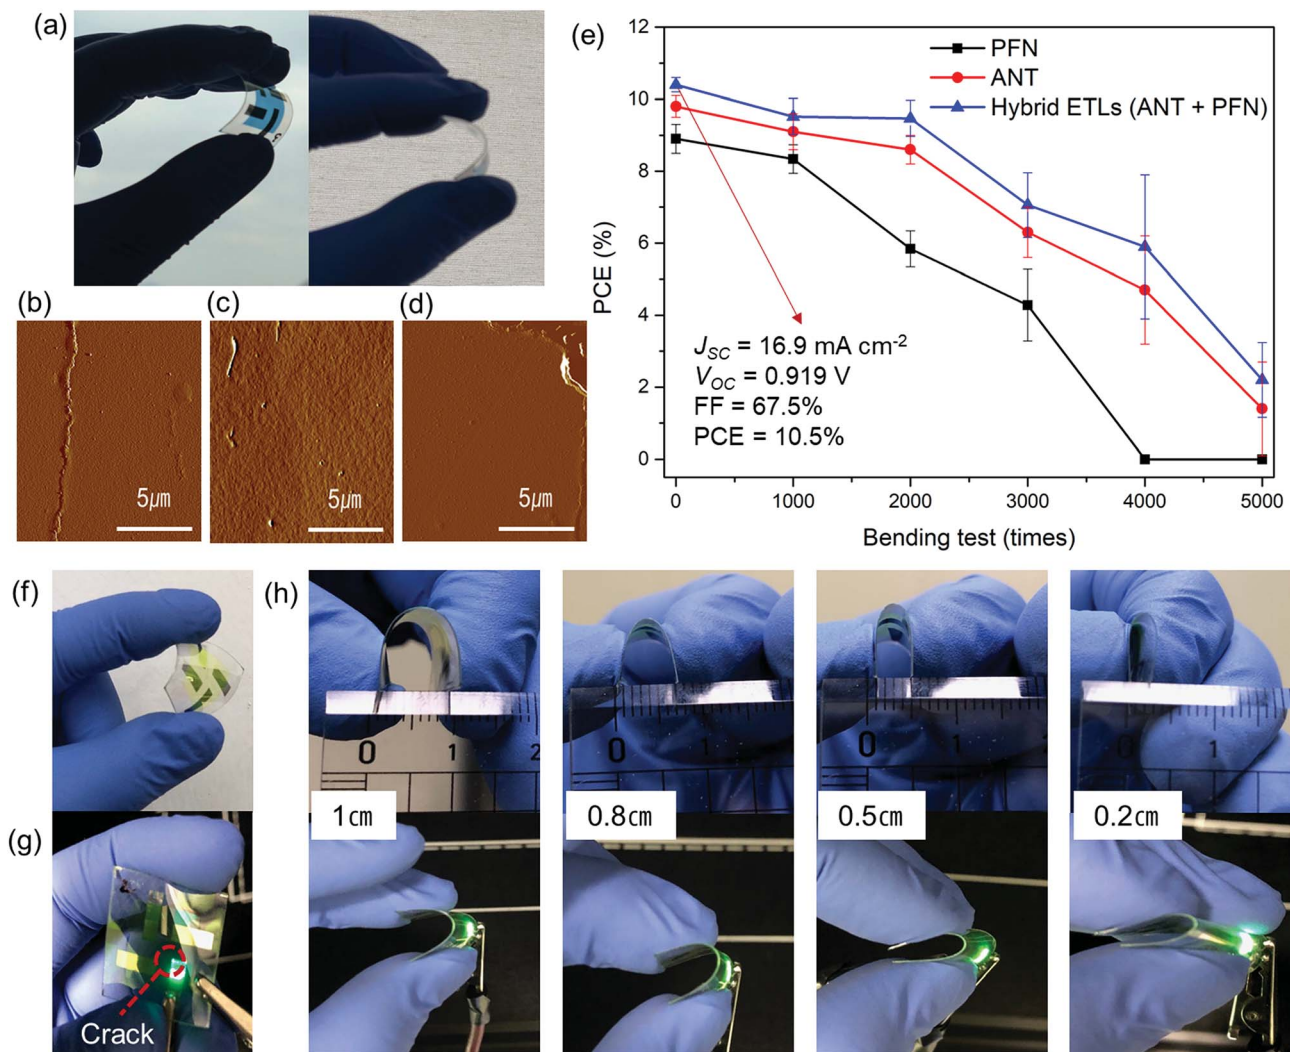 (a)
(b)
(c)
(d)
5㎛
5㎛
5㎛
(e)
PFN
ANT
Hybrid ETLs (ANT + PFN)
12
10
8
6
4
2
0
PCE (%)
J_SC = 16.9 mA cm⁻²
V_OC = 0.919 V
FF = 67.5%
PCE = 10.5%
0 1000 2000 3000 4000 5000
Bending test (times)
(f)
(h)
0 1 2
0 1
0 1
0 1
1㎝
0.8㎝
0.5㎝
0.2㎝
(g)
Crack